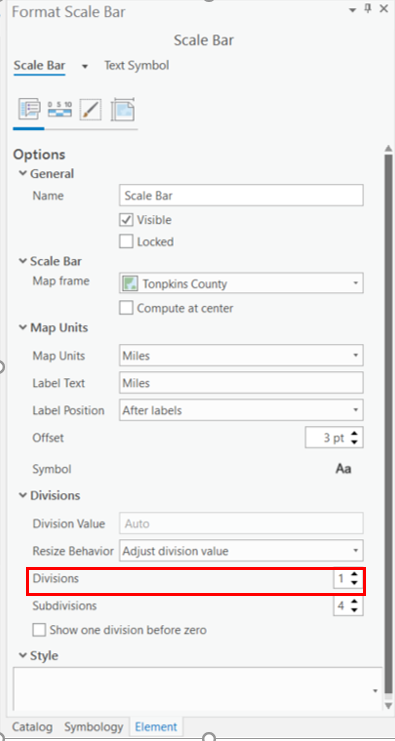 Format Scale Bar
Scale Bar
Scale Bar Text Symbol
0 5 10
Options
General
Name Scale Bar
Visible
Locked
Scale Bar
Map frame Tonpkins County
Compute at center
Map Units
Map Units Miles
Label Text Miles
Label Position After labels
Offset 3 pt
Symbol Aa
Divisions
Division Value Auto
Resize Behavior Adjust division value
Divisions 1
Subdivisions 4
Show one division before zero
Style
Catalog Symbology Element